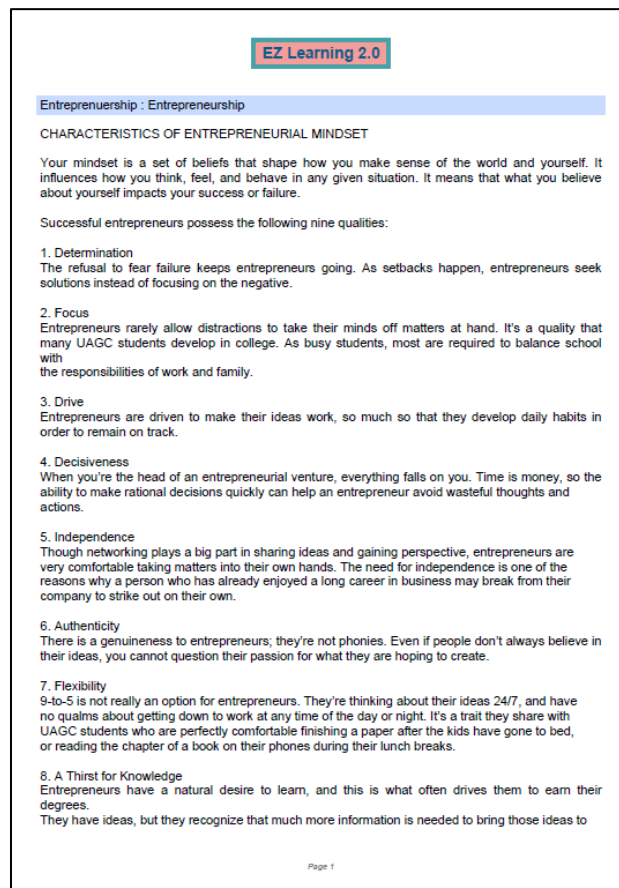 EZ Learning 2.0
Entreprenuership : Entrepreneurship
CHARACTERISTICS OF ENTREPRENEURIAL MINDSET
Your mindset is a set of beliefs that shape how you make sense of the world and yourself. It
influences how you think, feel, and behave in any given situation. It means that what you believe
about yourself impacts your success or failure.
Successful entrepreneurs possess the following nine qualities:
1. Determination
The refusal to fear failure keeps entrepreneurs going. As setbacks happen, entrepreneurs seek
solutions instead of focusing on the negative.
2. Focus
Entrepreneurs rarely allow distractions to take their minds off matters at hand. It's a quality that
many UAGC students develop in college. As busy students, most are required to balance school
with
the responsibilities of work and family.
3. Drive
Entrepreneurs are driven to make their ideas work, so much so that they develop daily habits in
order to remain on track.
4. Decisiveness
When you're the head of an entrepreneurial venture, everything falls on you. Time is money, so the
ability to make rational decisions quickly can help an entrepreneur avoid wasteful thoughts and
actions.
5. Independence
Though networking plays a big part in sharing ideas and gaining perspective, entrepreneurs are
very comfortable taking matters into their own hands. The need for independence is one of the
reasons why a person who has already enjoyed a long career in business may break from their
company to strike out on their own.
6. Authenticity
There is a genuineness to entrepreneurs; they're not phonies. Even if people don't always believe in
their ideas, you cannot question their passion for what they are hoping to create.
7. Flexibility
9-to-5 is not really an option for entrepreneurs. They're thinking about their ideas 24/7, and have
no qualms about getting down to work at any time of the day or night. It's a trait they share with
UAGC students who are perfectly comfortable finishing a paper after the kids have gone to bed,
or reading the chapter of a book on their phones during their lunch breaks.
8. A Thirst for Knowledge
Entrepreneurs have a natural desire to learn, and this is what often drives them to earn their
degrees.
They have ideas, but they recognize that much more information is needed to bring those ideas to
Page 1